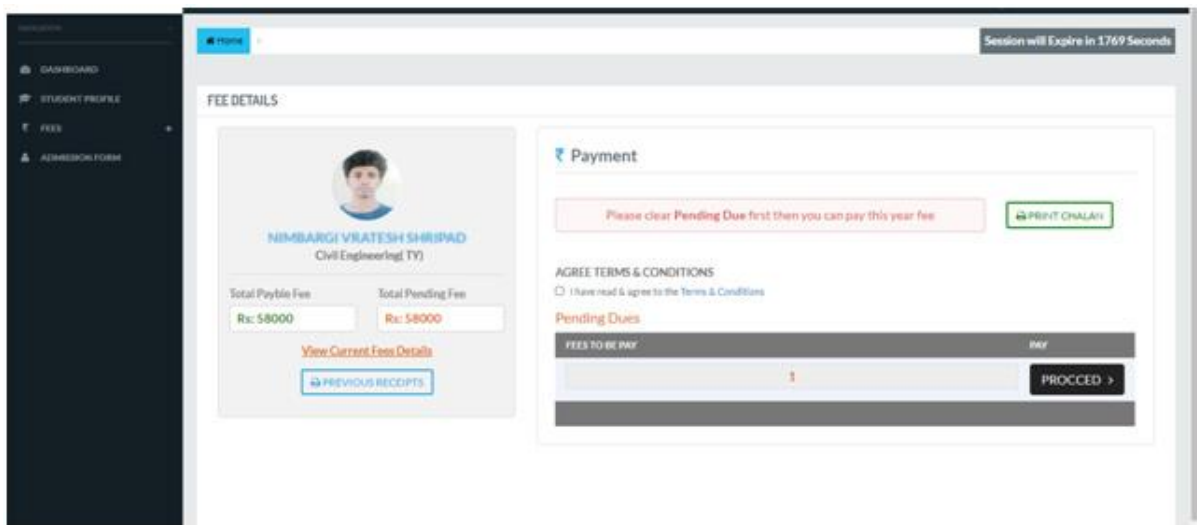 NAVIGATION
DASHBOARD
STUDENT PROFILE
₹ FEES +
ADMISSION FORM
Home
Session will Expire in 1769 Seconds
FEE DETAILS
NIMBARGI VRATESH SHRIPAD
Civil Engineering( TY)
Total Payble Fee Total Pending Fee
Rs: 58000 Rs: 58000
View Current Fees Details
PREVIOUS RECEIPTS
₹ Payment
Please clear Pending Due first then you can pay this year fee
PRINT CHALAN
AGREE TERMS & CONDITIONS
I have read & agree to the Terms & Conditions
Pending Dues
FEES TO BE PAY PAY
1 PROCCED >